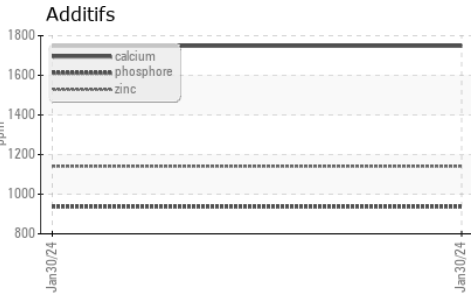 Additifs
1800
1600
1400
1200
1000
800
ppm
calcium
phosphore
zinc
Jan30/24
Jan30/24